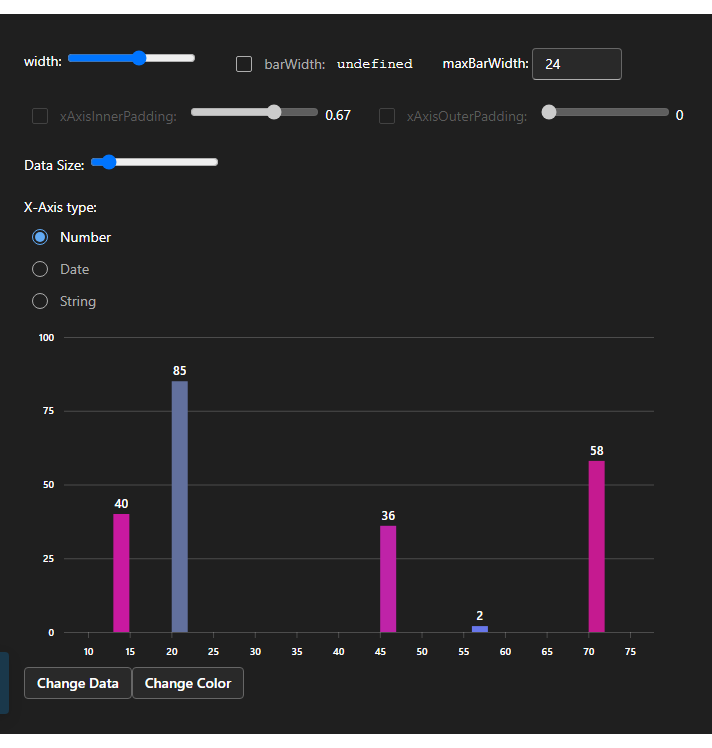 width: barWidth: undefined maxBarWidth: 24
xAxisInnerPadding: 0.67 xAxisOuterPadding: 0
Data Size:
X-Axis type:
Number
Date
String
100
85
75
58
50
40
36
25
2
0
10 15 20 25 30 35 40 45 50 55 60 65 70 75
Change Data Change Color